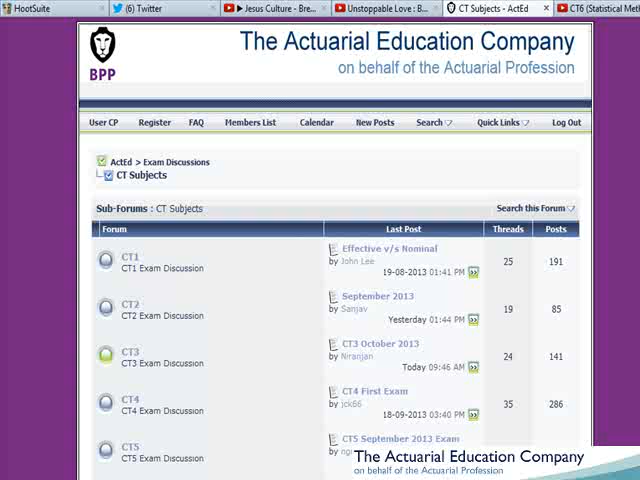 HootSuite
(6) Twitter
Jesus Culture - Bre...
Unstoppable Love : B...
CT Subjects - ActEd
CT6 (Statistical Met
BPP
The Actuarial Education Company
on behalf of the Actuarial Profession
User CP Register FAQ Members List Calendar New Posts Search Quick Links Log Out
ActEd > Exam Discussions
CT Subjects
Sub-Forums : CT Subjects Search this Forum
Forum Last Post Threads Posts
CT1
CT1 Exam Discussion
Effective v/s Nominal
by John Lee
19-08-2013 01:41 PM
25 191
CT2
CT2 Exam Discussion
September 2013
by Sanjav
Yesterday 01:44 PM
19 85
CT3
CT3 Exam Discussion
CT3 October 2013
by Niranjan
Today 09:46 AM
24 141
CT4
CT4 Exam Discussion
CT4 First Exam
by jck66
18-09-2013 03:40 PM
35 286
CT5
CT5 Exam Discussion
CT5 September 2013 Exam
by
The Actuarial Education Company
on behalf of the Actuarial Profession